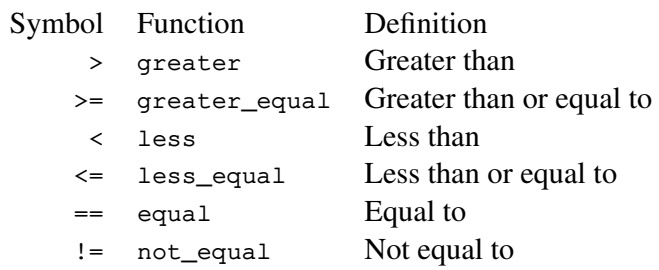 Symbol Function Definition
> greater Greater than
>= greater_equal Greater than or equal to
< less Less than
<= less_equal Less than or equal to
== equal Equal to
!= not_equal Not equal to